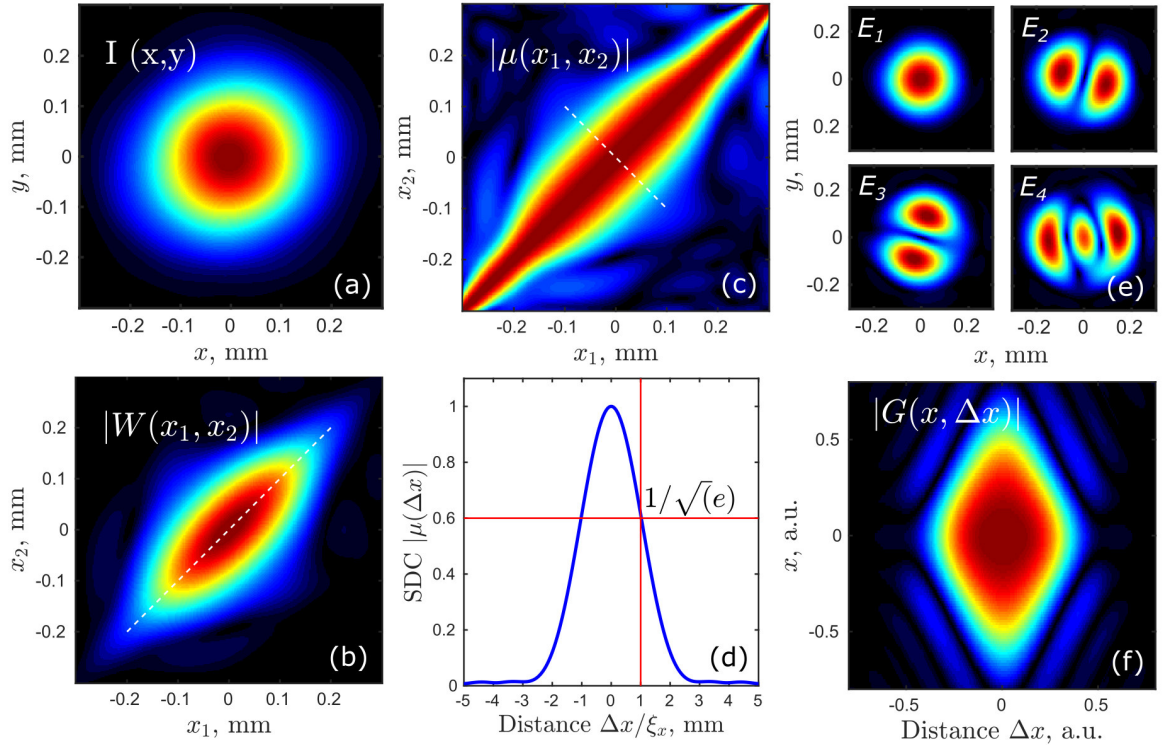 I (x,y)
(a)
y, mm
0.2
0.1
0
-0.1
-0.2
-0.2 -0.1 0 0.1 0.2
x, mm
|W(x₁, x₂)|
(b)
x₂, mm
0.2
0.1
0
-0.1
-0.2
-0.2 -0.1 0 0.1 0.2
x₁, mm
|μ(x₁, x₂)|
(c)
x₂, mm
0.2
0.1
0
-0.1
-0.2
-0.2 -0.1 0 0.1 0.2
x₁, mm
SDC |μ(Δx)|
1
0.8
0.6
0.4
0.2
0
1/√(e)
(d)
-5 -4 -3 -2 -1 0 1 2 3 4 5
Distance Δx/ξₓ, mm
E₁
E₂
0.2
0
-0.2
E₃
E₄
0.2
0
-0.2
y, mm
(e)
-0.2 0 0.2 -0.2 0 0.2
x, mm
|G(x, Δx)|
(f)
x, a.u.
0.5
0
-0.5
-0.5 0 0.5
Distance Δx, a.u.